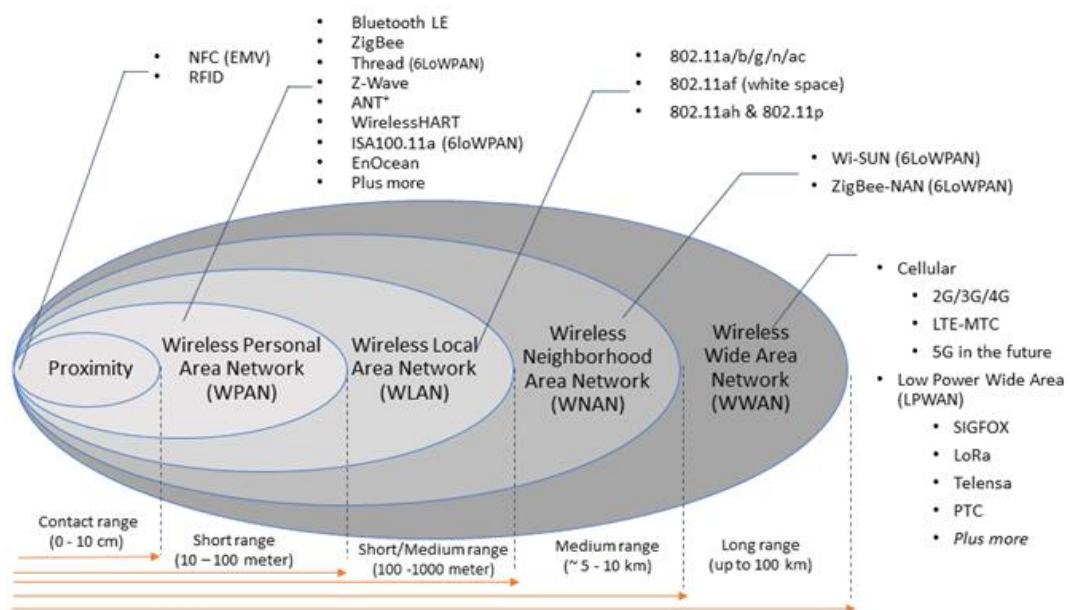 • NFC (EMV)
• RFID
• Bluetooth LE
• ZigBee
• Thread (6LoWPAN)
• Z-Wave
• ANT+
• WirelessHART
• ISA100.11a (6loWPAN)
• EnOcean
• Plus more
• 802.11a/b/g/n/ac
• 802.11af (white space)
• 802.11ah & 802.11p
• Wi-SUN (6LoWPAN)
• ZigBee-NAN (6LoWPAN)
• Cellular
• 2G/3G/4G
• LTE-MTC
• 5G in the future
• Low Power Wide Area
(LPWAN)
• SIGFOX
• LoRa
• Telensa
• PTC
• Plus more
Proximity
Wireless Personal
Area Network
(WPAN)
Wireless Local
Area Network
(WLAN)
Wireless
Neighborhood
Area Network
(WNAN)
Wireless
Wide Area
Network
(WWAN)
Contact range
(0 - 10 cm)
Short range
(10 – 100 meter)
Short/Medium range
(100 -1000 meter)
Medium range
(~ 5 - 10 km)
Long range
(up to 100 km)